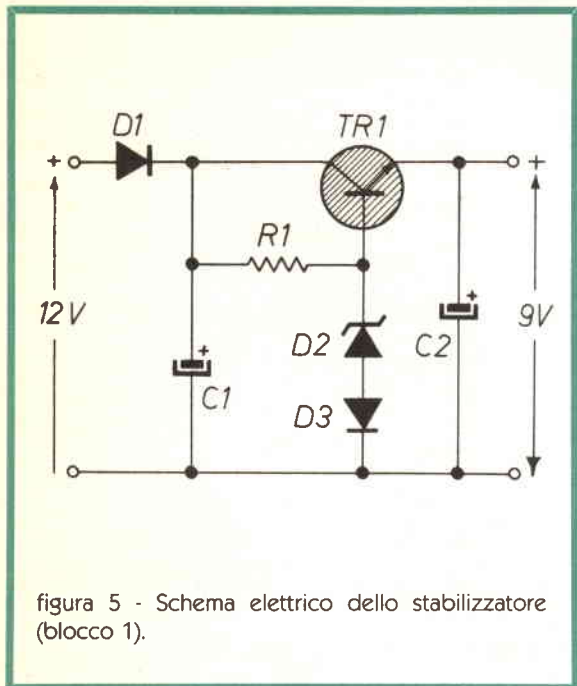 D1
TR1
+
+
R1
12V
+
C1
D2
D3
+
C2
9V
figura 5 - Schema elettrico dello stabilizzatore
(blocco 1).